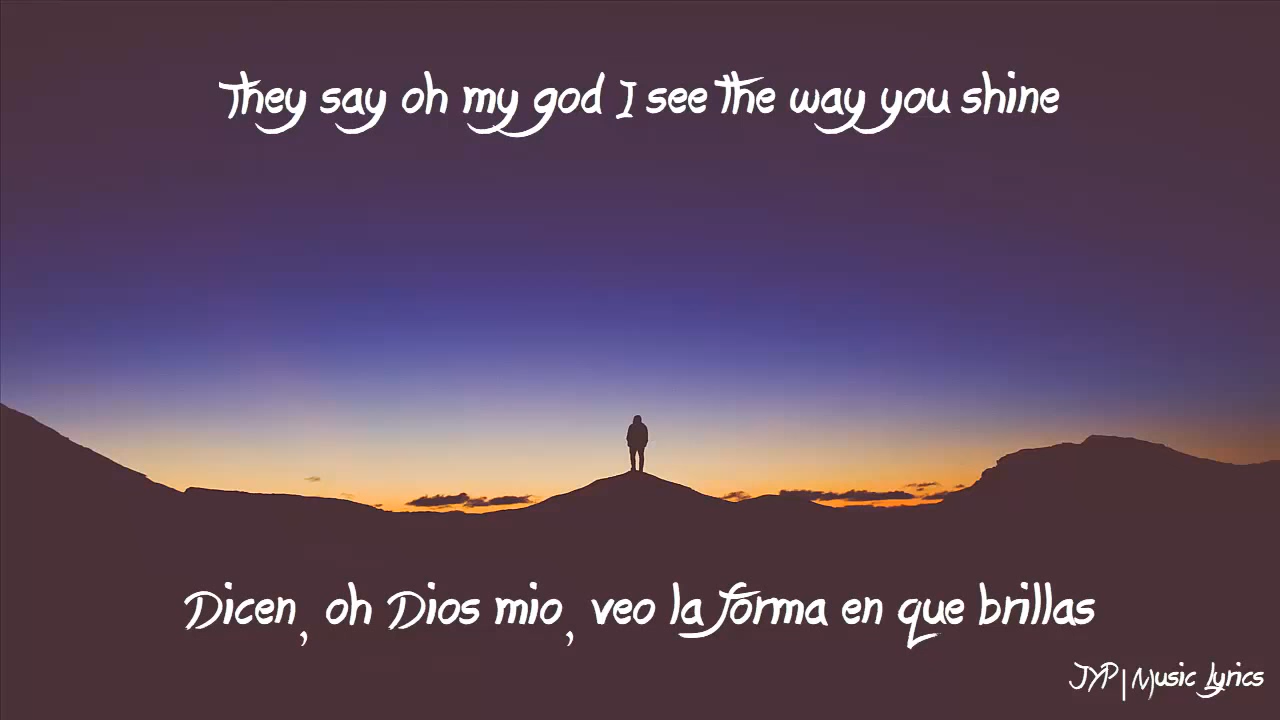 They say oh my god I see the way you shine
Dicen, oh Dios mio, veo la forma en que brillas
JYP | Music Lyrics